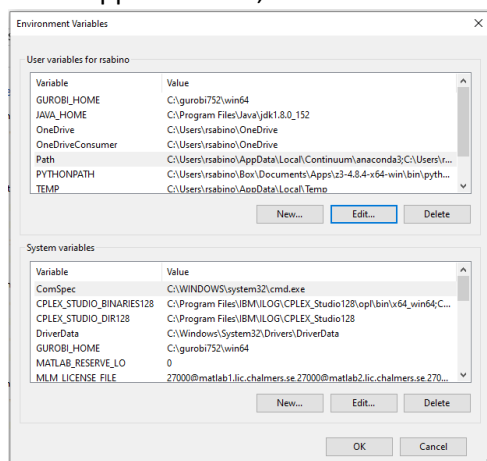 Environment Variables
User variables for rsabino
Variable Value
GUROBI_HOME C:\gurobi752\win64
JAVA_HOME C:\Program Files\Java\jdk1.8.0_152
OneDrive C:\Users\rsabino\OneDrive
OneDriveConsumer C:\Users\rsabino\OneDrive
Path C:\Users\rsabino\AppData\Local\Continuum\anaconda3;C:\Users\r...
PYTHONPATH C:\Users\rsabino\Box\Documents\Apps\z3-4.8.4-x64-win\bin\pyth...
TEMP C:\Users\rsabino\AppData\Local\Temp
New... Edit... Delete
System variables
Variable Value
ComSpec C:\WINDOWS\system32\cmd.exe
CPLEX_STUDIO_BINARIES128 C:\Program Files\IBM\ILOG\CPLEX_Studio128\opl\bin\x64_win64;C...
CPLEX_STUDIO_DIR128 C:\Program Files\IBM\ILOG\CPLEX_Studio128
DriverData C:\Windows\System32\Drivers\DriverData
GUROBI_HOME C:\gurobi752\win64
MATLAB_RESERVE_LO 0
MLM_LICENSE_FILE 27000@matlab1.lic.chalmers.se,27000@matlab2.lic.chalmers.se,270...
New... Edit... Delete
OK Cancel